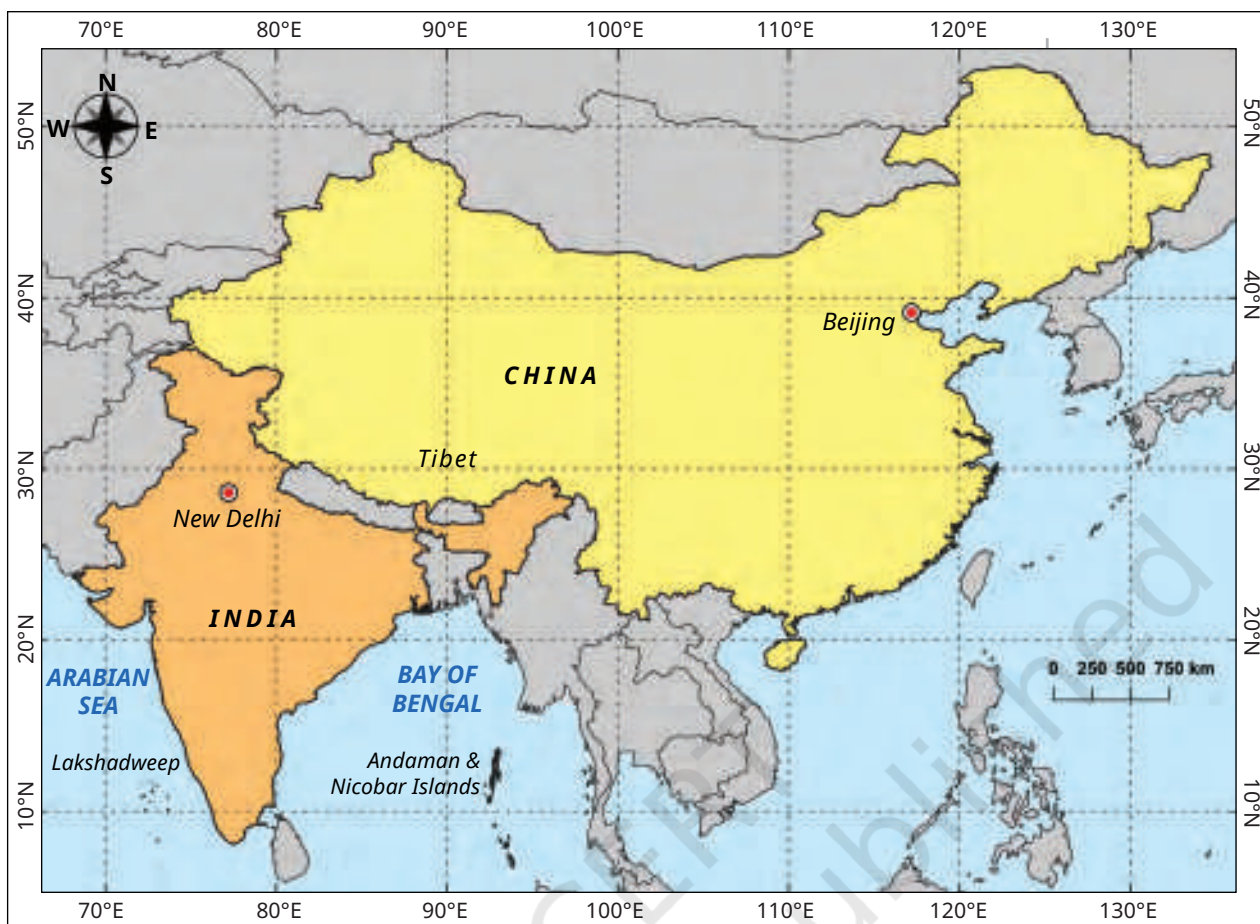 70°E 80°E 90°E 100°E 110°E 120°E 130°E
N
W E
S
50°N 50°N
40°N 40°N
Beijing
CHINA
Tibet
30°N 30°N
New Delhi
INDIA
20°N 20°N
ARABIAN
SEA
BAY OF
BENGAL
0 250 500 750 km
Lakshadweep
Andaman &
Nicobar Islands
10°N 10°N
70°E 80°E 90°E 100°E 110°E 120°E 130°E